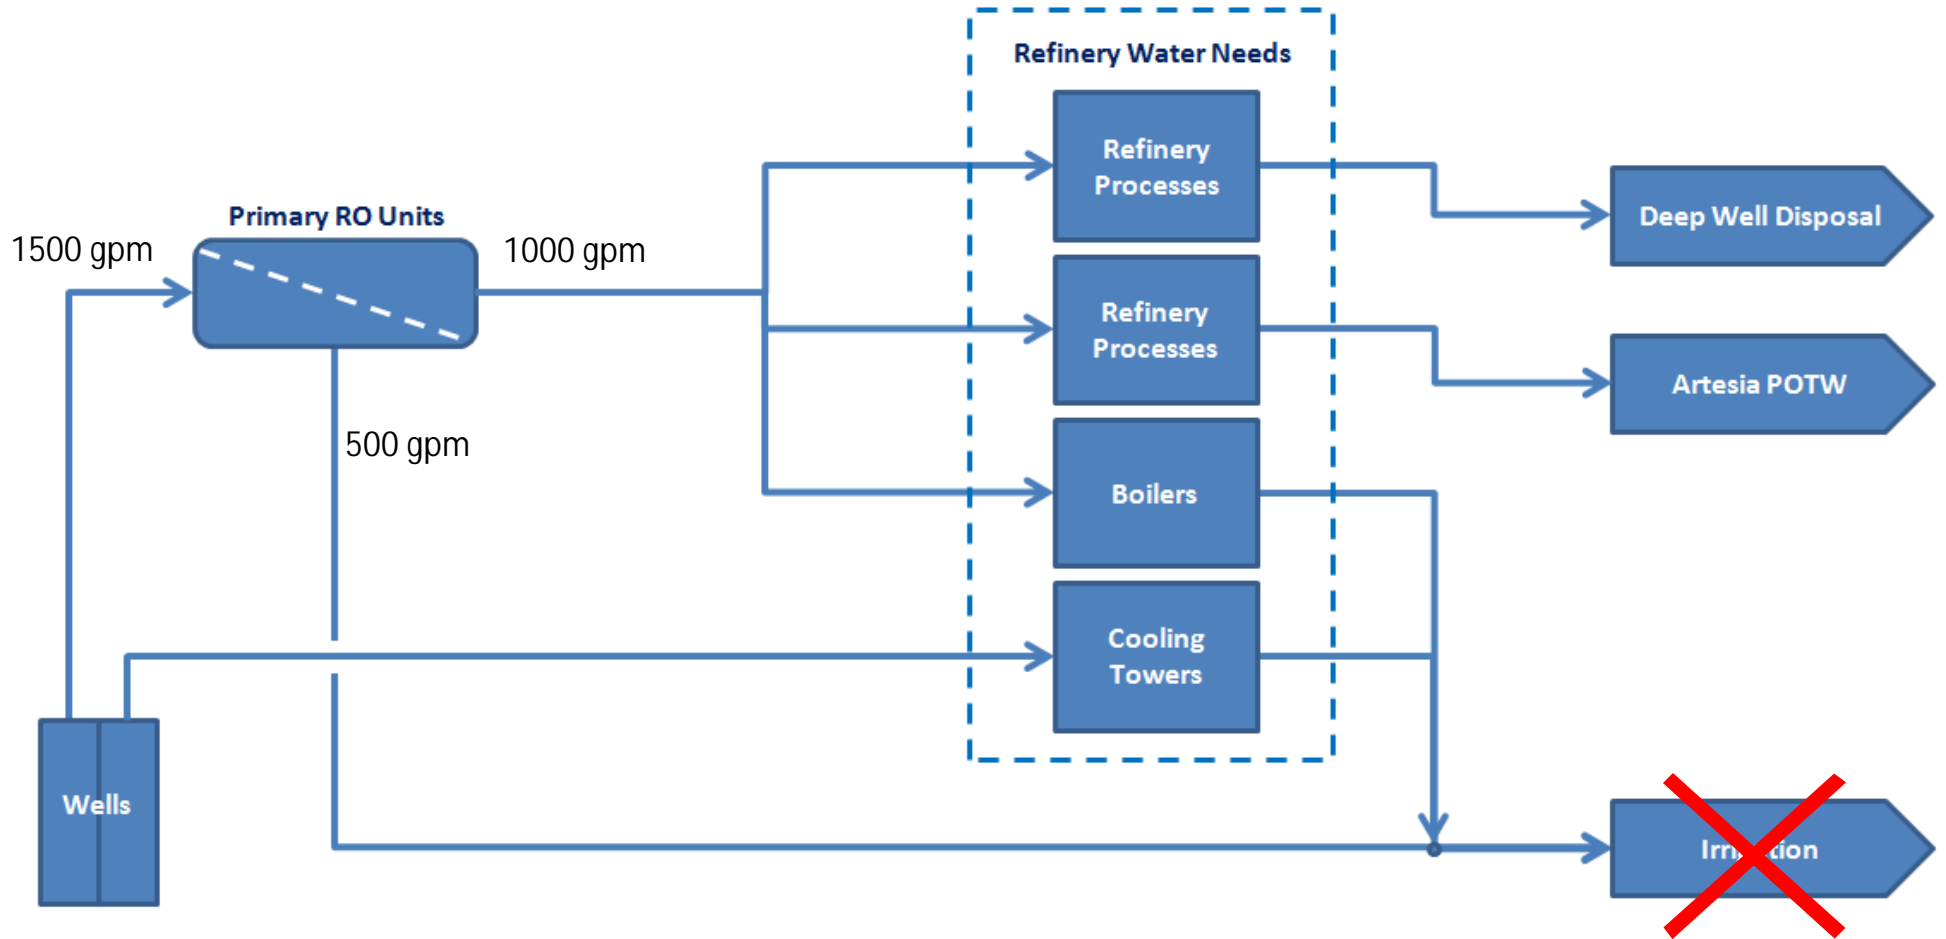 Refinery Water Needs
Refinery
Processes
Deep Well Disposal
Primary RO Units
1500 gpm
1000 gpm
Refinery
Processes
Artesia POTW
500 gpm
Boilers
Cooling
Towers
Wells